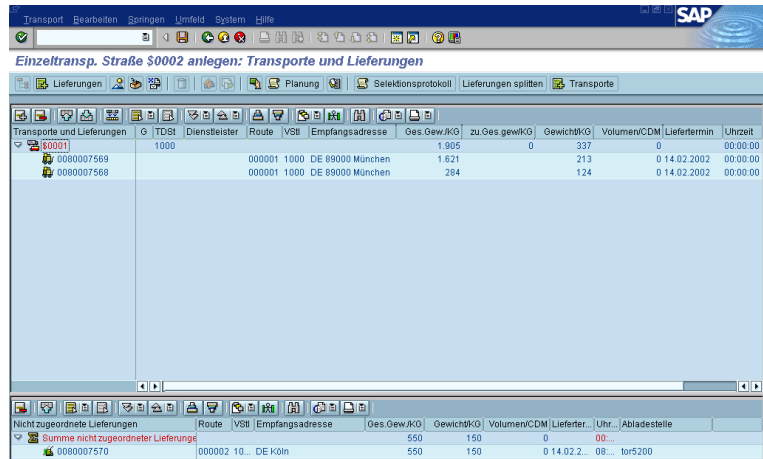 Transport Bearbeiten Springen Umfeld System Hilfe
SAP
Einzeltransp. Straße $0002 anlegen: Transporte und Lieferungen
Lieferungen Planung Selektionsprotokoll Lieferungen splitten Transporte
Transporte und Lieferungen G TDSt Dienstleister Route VStl Empfangsadresse Ges.Gew./KG zu.Ges.gew/KG Gewicht/KG Volumen/CDM Liefertermin Uhrzeit
$0001 1000 1.905 0 337 0 00:00:00
0080007569 000001 1000 DE 89000 München 1.621 213 0 14.02.2002 00:00:00
0080007568 000001 1000 DE 89000 München 284 124 0 14.02.2002 00:00:00
Nicht zugeordnete Lieferungen Route VStl Empfangsadresse Ges.Gew./KG Gewicht/KG Volumen/CDM Lieferter... Uhr... Abladestelle
Summe nicht zugeordneter Lieferunge 550 150 0 00:...
0080007570 000002 10... DE Köln 550 150 0 14.02.2... 08:... tor5200